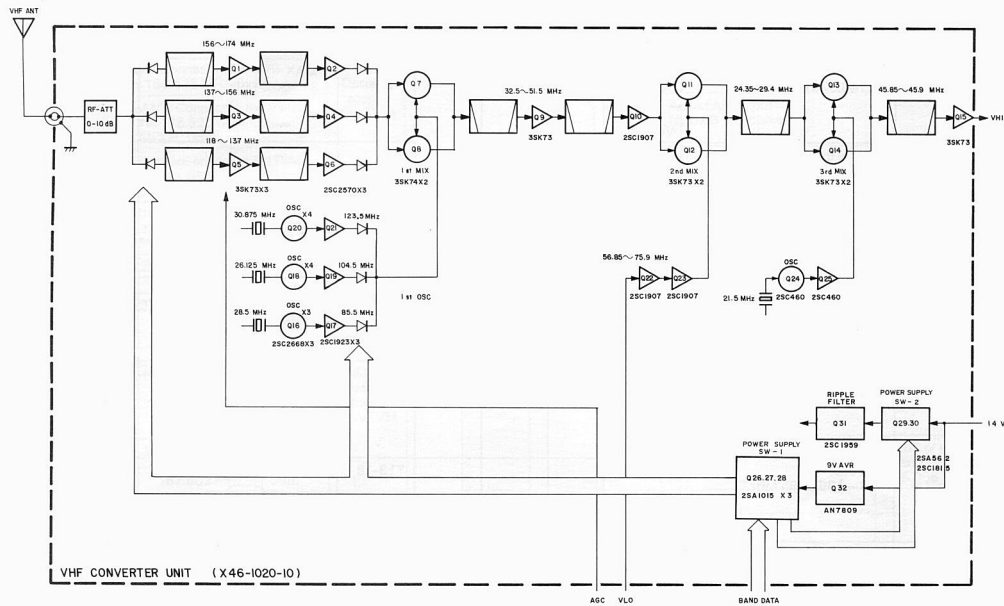 VHF ANT
RF-ATT
0-10 dB
156～174 MHz
Q1
Q2
137～156 MHz
Q3
Q4
118～137 MHz
Q5
Q6
3SK73X3
2SC2570X3
Q7
Q8
1st MIX
3SK74X2
32.5～51.5 MHz
Q9
3SK73
Q10
2SC1907
Q11
Q12
2nd MIX
3SK73 X2
24.35～29.4 MHz
Q13
Q14
3rd MIX
3SK73X2
45.85～45.9 MHz
Q15
3SK73
30.875 MHz
OSC
X4
Q20
Q21
123.5 MHz
26.125 MHz
OSC
X4
Q18
Q19
104.5 MHz
28.5 MHz
OSC
X3
Q16
Q17
85.5 MHz
2SC2668X3
2SC1923X3
1st OSC
56.85～75.9 MHz
Q22
Q23
2SC1907
2SC1907
OSC
Q24
Q25
2SC460
2SC460
21.5 MHz
RIPPLE
FILTER
Q31
2SC1959
POWER SUPPLY
SW-2
Q29.30
2SA562
2SC1815
14 V
POWER SUPPLY
SW-1
Q26.27.28
2SA1015 X3
9V AVR
Q32
AN7809
VHF CONVERTER UNIT (X46-1020-10)
AGC
VLO
BAND DATA